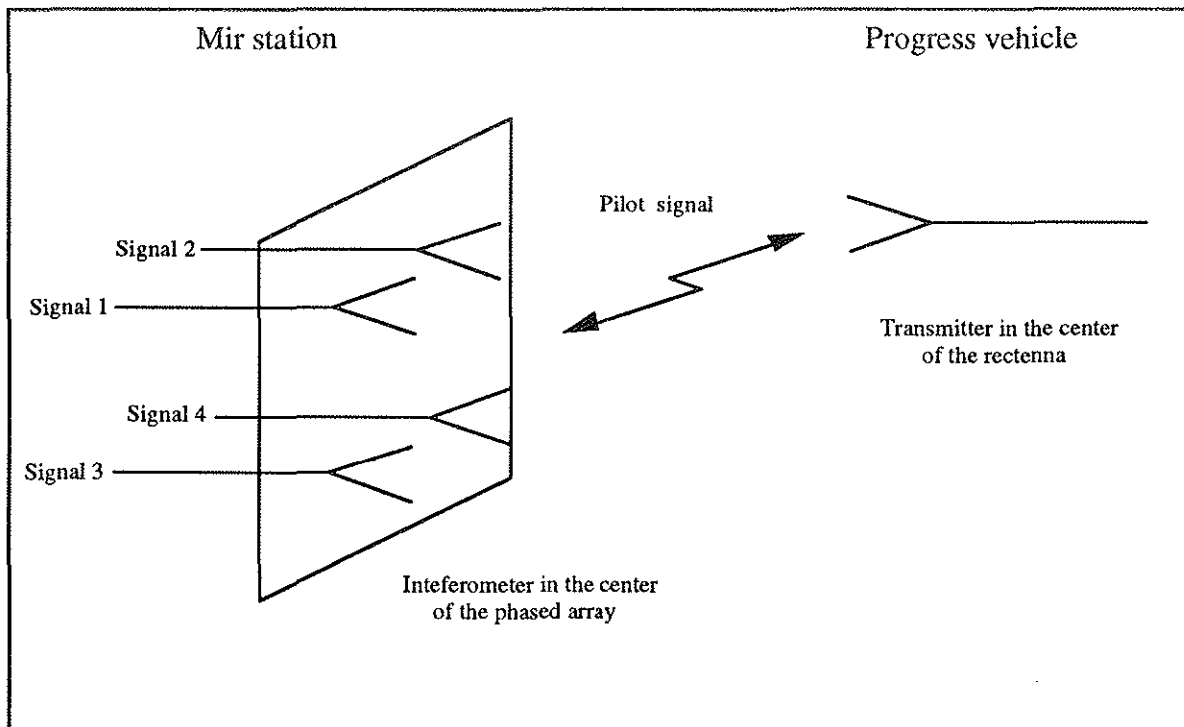 Mir station
Progress vehicle
Pilot signal
Signal 2
Signal 1
Signal 4
Signal 3
Transmitter in the center
of the rectenna
Inteferometer in the center
of the phased array